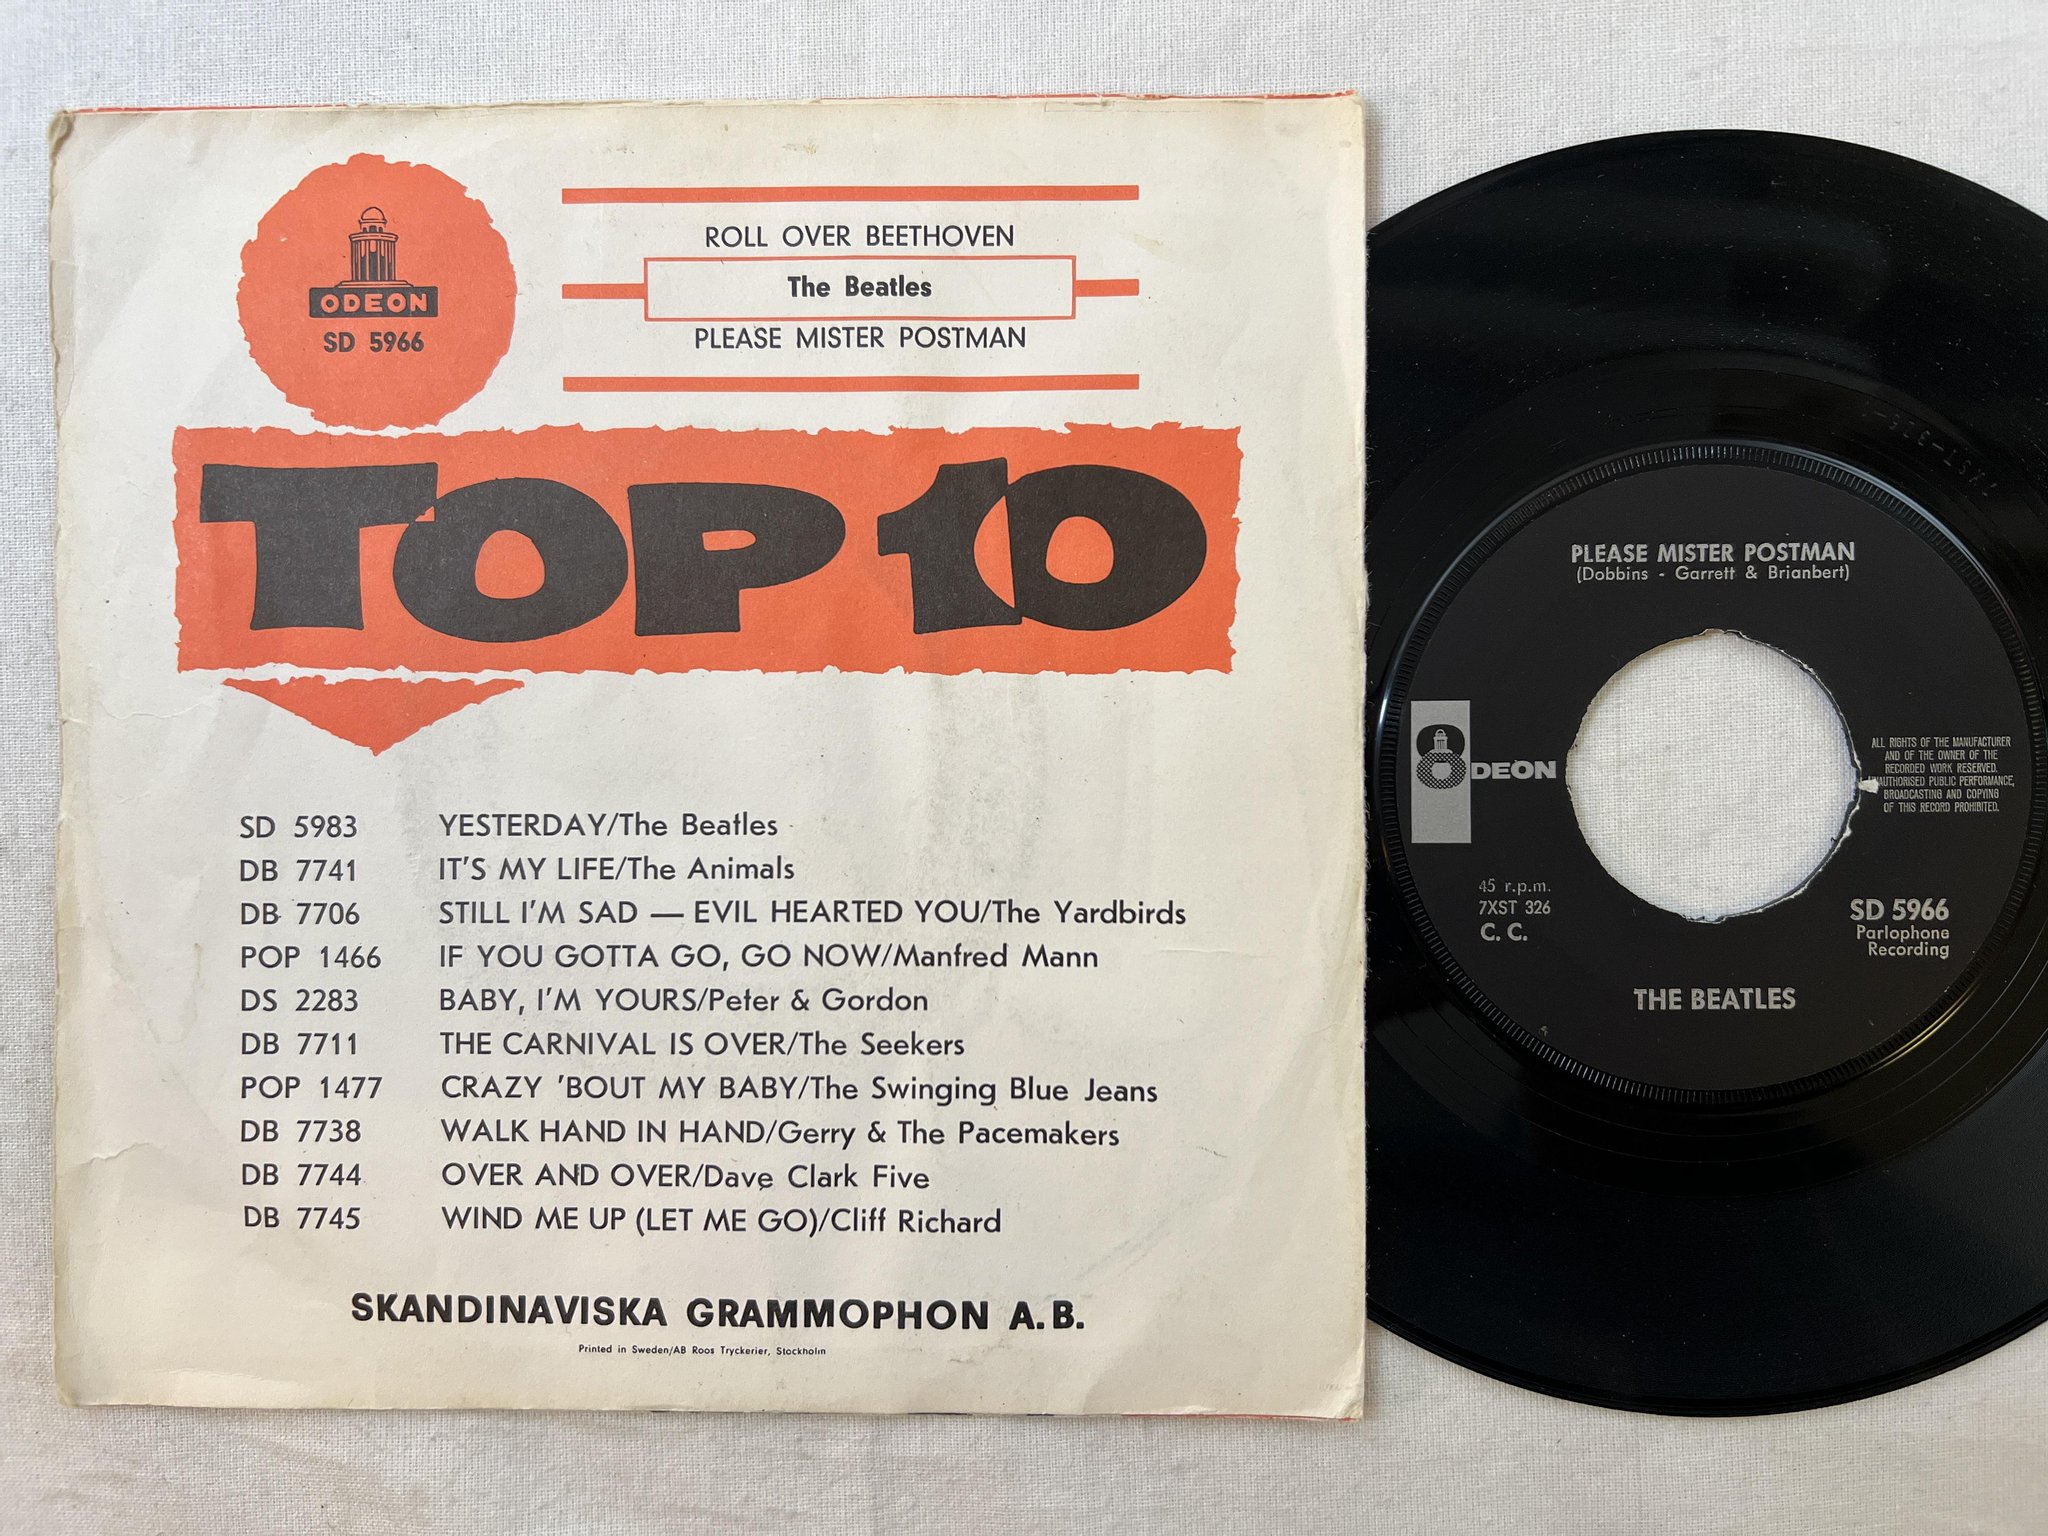 ODEON
SD 5966
ROLL OVER BEETHOVEN
The Beatles
PLEASE MISTER POSTMAN
TOP 10
SD 5983 YESTERDAY/The Beatles
DB 7741 IT'S MY LIFE/The Animals
DB 7706 STILL I'M SAD — EVIL HEARTED YOU/The Yardbirds
POP 1466 IF YOU GOTTA GO, GO NOW/Manfred Mann
DS 2283 BABY, I'M YOURS/Peter & Gordon
DB 7711 THE CARNIVAL IS OVER/The Seekers
POP 1477 CRAZY 'BOUT MY BABY/The Swinging Blue Jeans
DB 7738 WALK HAND IN HAND/Gerry & The Pacemakers
DB 7744 OVER AND OVER/Dave Clark Five
DB 7745 WIND ME UP (LET ME GO)/Cliff Richard
SKANDINAVISKA GRAMMOPHON A.B.
Printed in Sweden/AB Roos Tryckerier, Stockholm
PLEASE MISTER POSTMAN
(Dobbins - Garrett & Brianbert)
ODEON
ALL RIGHTS OF THE MANUFACTURER
AND OF THE OWNER OF THE
RECORDED WORK RESERVED.
UNAUTHORISED PUBLIC PERFORMANCE,
BROADCASTING AND COPYING
OF THIS RECORD PROHIBITED.
45 r.p.m.
7XST 326
C. C.
SD 5966
Parlophone
Recording
THE BEATLES